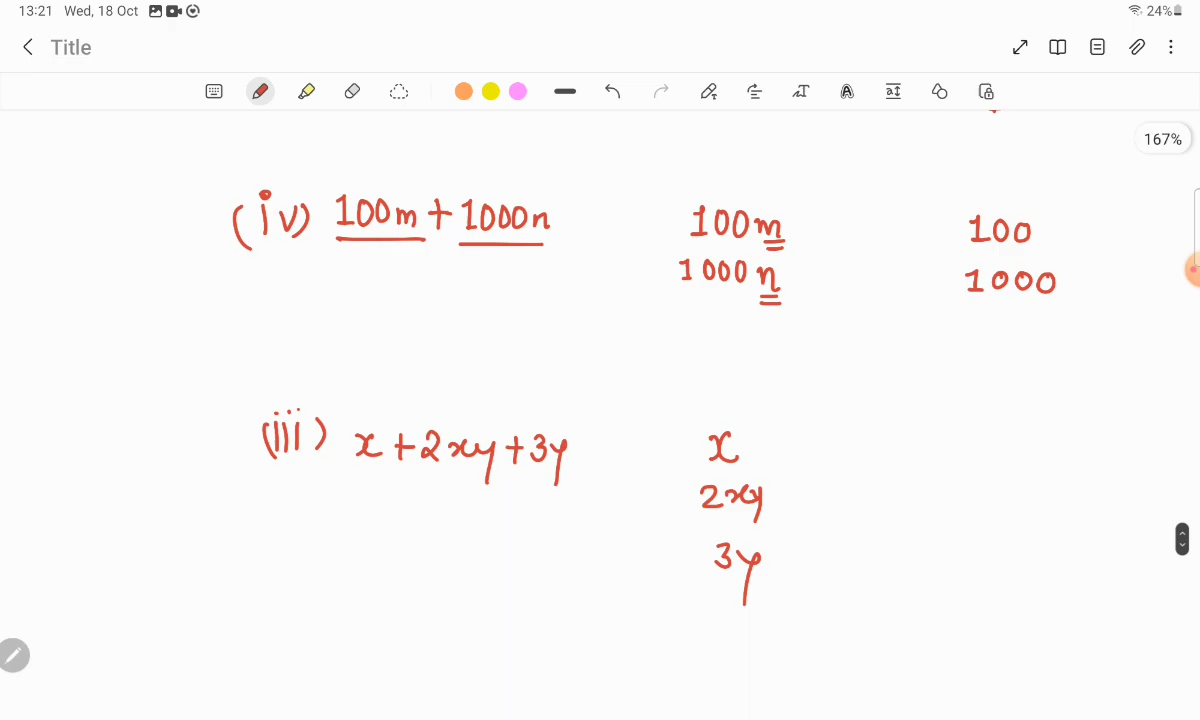 13:21 Wed, 18 Oct 24%
Title
167%
(iv) 100m + 1000n 100m 100
1000n 1000
(iii) x + 2xy + 3y x
2xy
3y